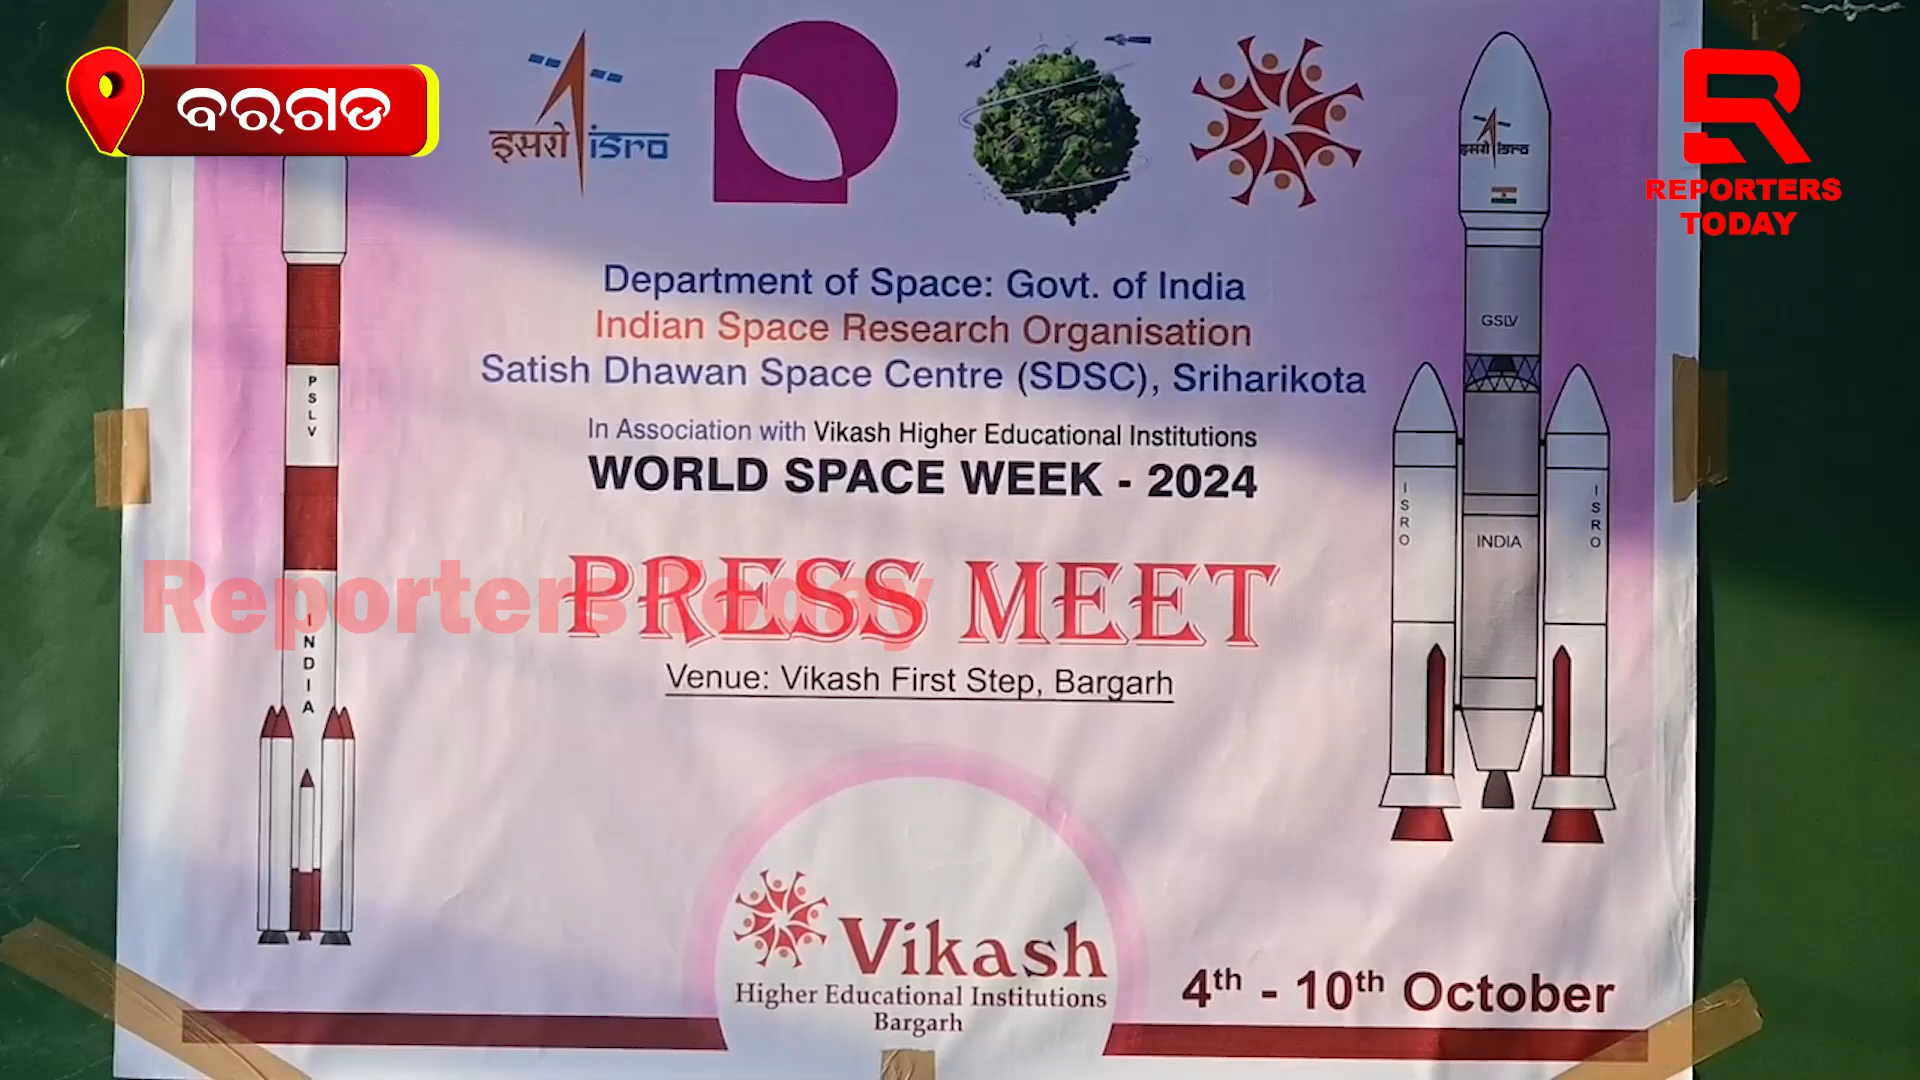 ବରଗଡ
इसरो isro
इसरो isro
REPORTERS
TODAY
Department of Space: Govt. of India
Indian Space Research Organisation
Satish Dhawan Space Centre (SDSC), Sriharikota
In Association with Vikash Higher Educational Institutions
WORLD SPACE WEEK - 2024
PRESS MEET
Reporters Today
Venue: Vikash First Step, Bargarh
PSLV
INDIA
GSLV
ISRO
INDIA
ISRO
Vikash
Higher Educational Institutions
Bargarh
4th - 10th October